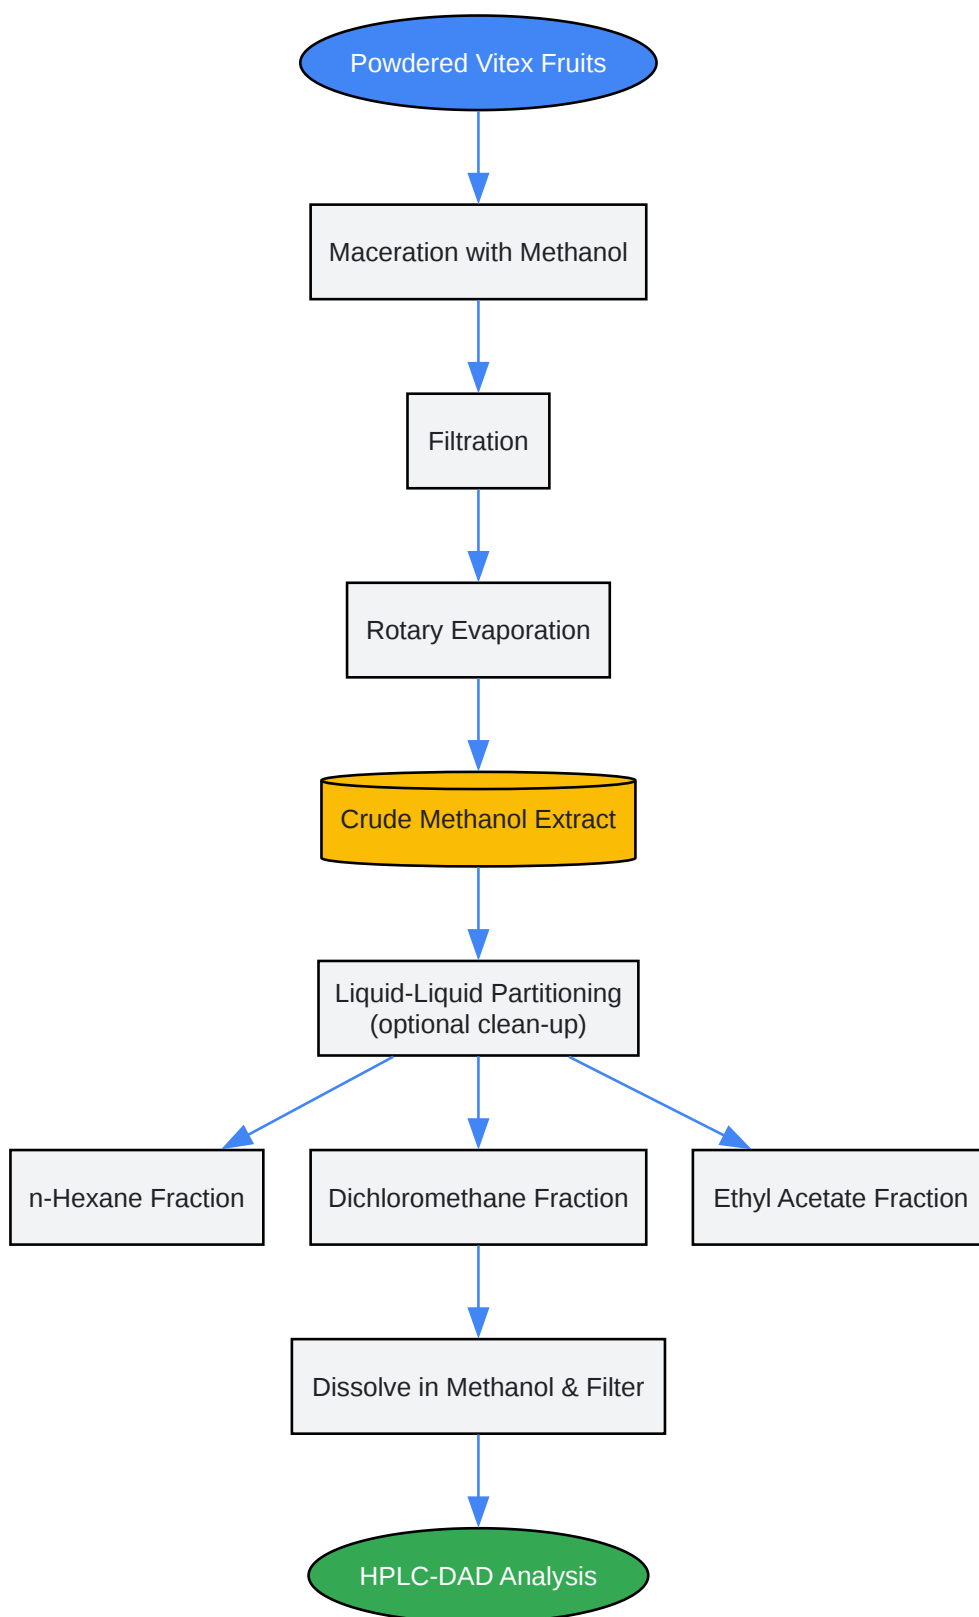 Powdered Vitex Fruits
Maceration with Methanol
Filtration
Rotary Evaporation
Crude Methanol Extract
Liquid-Liquid Partitioning
(optional clean-up)
n-Hexane Fraction
Dichloromethane Fraction
Ethyl Acetate Fraction
Dissolve in Methanol & Filter
HPLC-DAD Analysis